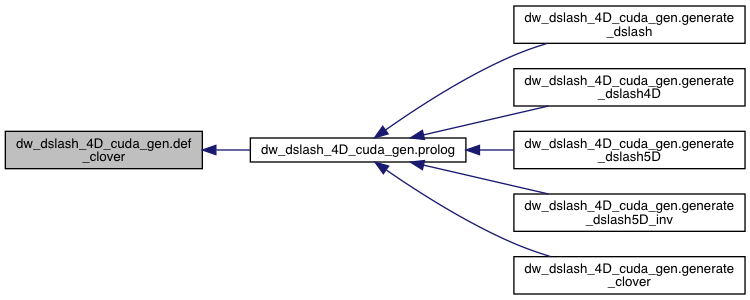 dw_dslash_4D_cuda_gen.def
_clover
dw_dslash_4D_cuda_gen.prolog
dw_dslash_4D_cuda_gen.generate
_dslash
dw_dslash_4D_cuda_gen.generate
_dslash4D
dw_dslash_4D_cuda_gen.generate
_dslash5D
dw_dslash_4D_cuda_gen.generate
_dslash5D_inv
dw_dslash_4D_cuda_gen.generate
_clover